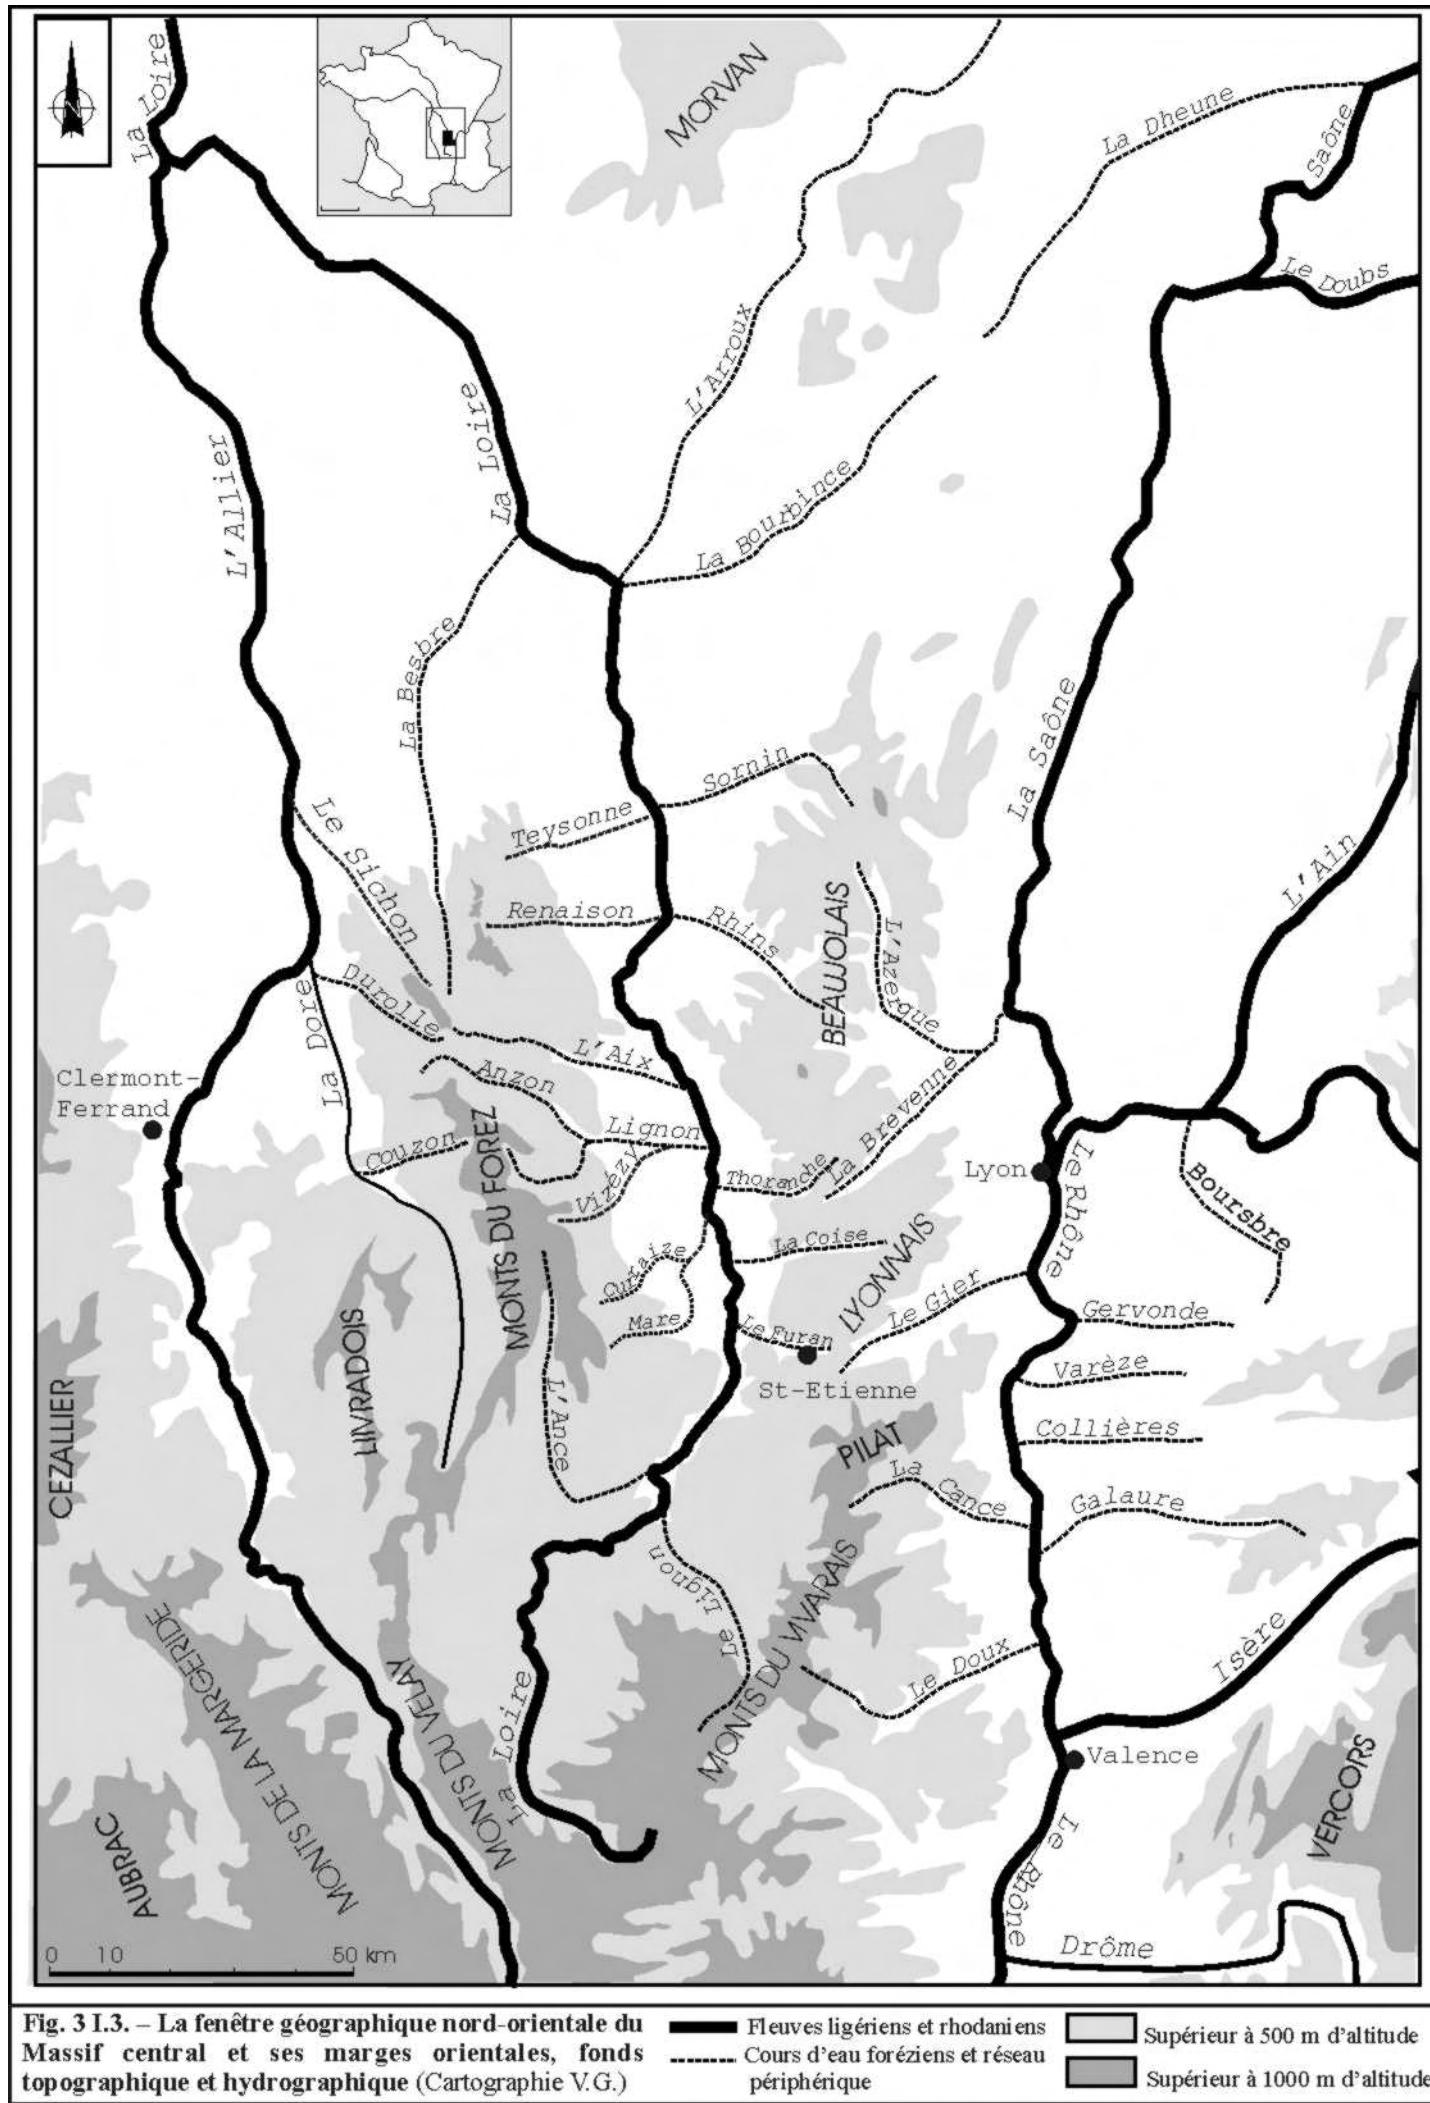 N
La Loire
MORVAN
La Dheune
Saône
Le Doubs
L'Arroux
La Loire
L'Allier
La Bourbince
La Besbre
La Saône
Sornin
Teysonne
Le Sichon
L'Ain
Renaison
Rhins
BEAUJOLAIS
L'Azerque
Durolle
La Dore
L'Aix
Clermont-
Ferrand
Anzon
MONTS DU FOREZ
Lignon
La Brevenne
Couzon
Vizézy
Thoranche
Lyon
Le Rhône
Boursbre
La Coise
LYONNAIS
Curraize
Le Gier
Mare
Le Furan
Gervonde
LIVRADOIS
St-Etienne
Varèze
CEZALLIER
L'Ance
PILAT
Collières
La Cance
Galaure
Le Lignon
MONTS DU VIVARAIS
MONTS DE LA MARGERIDE
MONTS DU VELAY
La Loire
Le Doux
Isère
Valence
VERCORS
AUBRAC
Le Rhône
Drôme
0 10 50 km
Fig. 3 I.3. – La fenêtre géographique nord-orientale du
Massif central et ses marges orientales, fonds
topographique et hydrographique (Cartographie V.G.)
Fleuves ligériens et rhodaniens
Cours d'eau foréziens et réseau
périphérique
Supérieur à 500 m d'altitude
Supérieur à 1000 m d'altitude